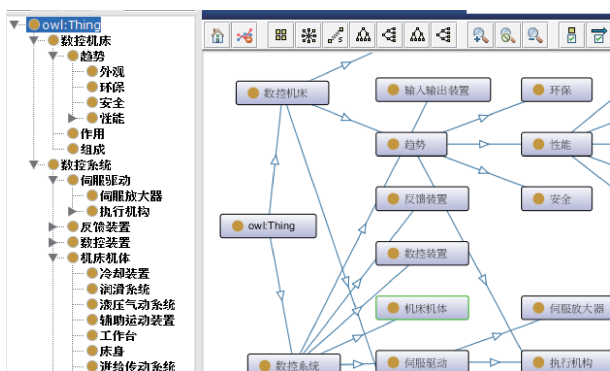 owl:Thing
数控机床
趋势
外观
环保
安全
性能
作用
组成
数控系统
伺服驱动
伺服放大器
执行机构
反馈装置
数控装置
机床机体
冷却装置
润滑系统
液压气动系统
辅助运动装置
工作台
床身
进给传动系统
数控机床
输入输出装置
环保
趋势
性能
反馈装置
安全
owl:Thing
数控装置
机床机体
伺服放大器
数控系统
伺服驱动
执行机构